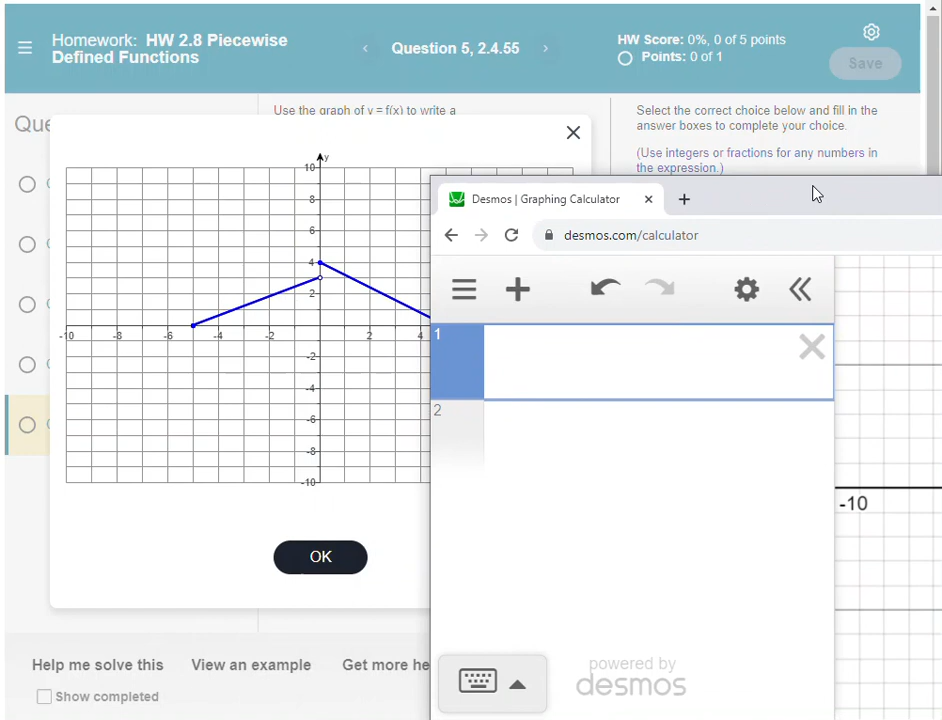 Homework: HW 2.8 Piecewise
Defined Functions
Question 5, 2.4.55
HW Score: 0%, 0 of 5 points
Points: 0 of 1
Save
Que
Use the graph of y = f(x) to write a
Select the correct choice below and fill in the
answer boxes to complete your choice.
(Use integers or fractions for any numbers in
the expression.)
y
10
8
6
4
2
-10 -8 -6 -4 -2 2 4
-2
-4
-6
-8
-10
OK
Help me solve this
View an example
Get more he
Show completed
Desmos | Graphing Calculator
desmos.com/calculator
1
2
-10
powered by
desmos